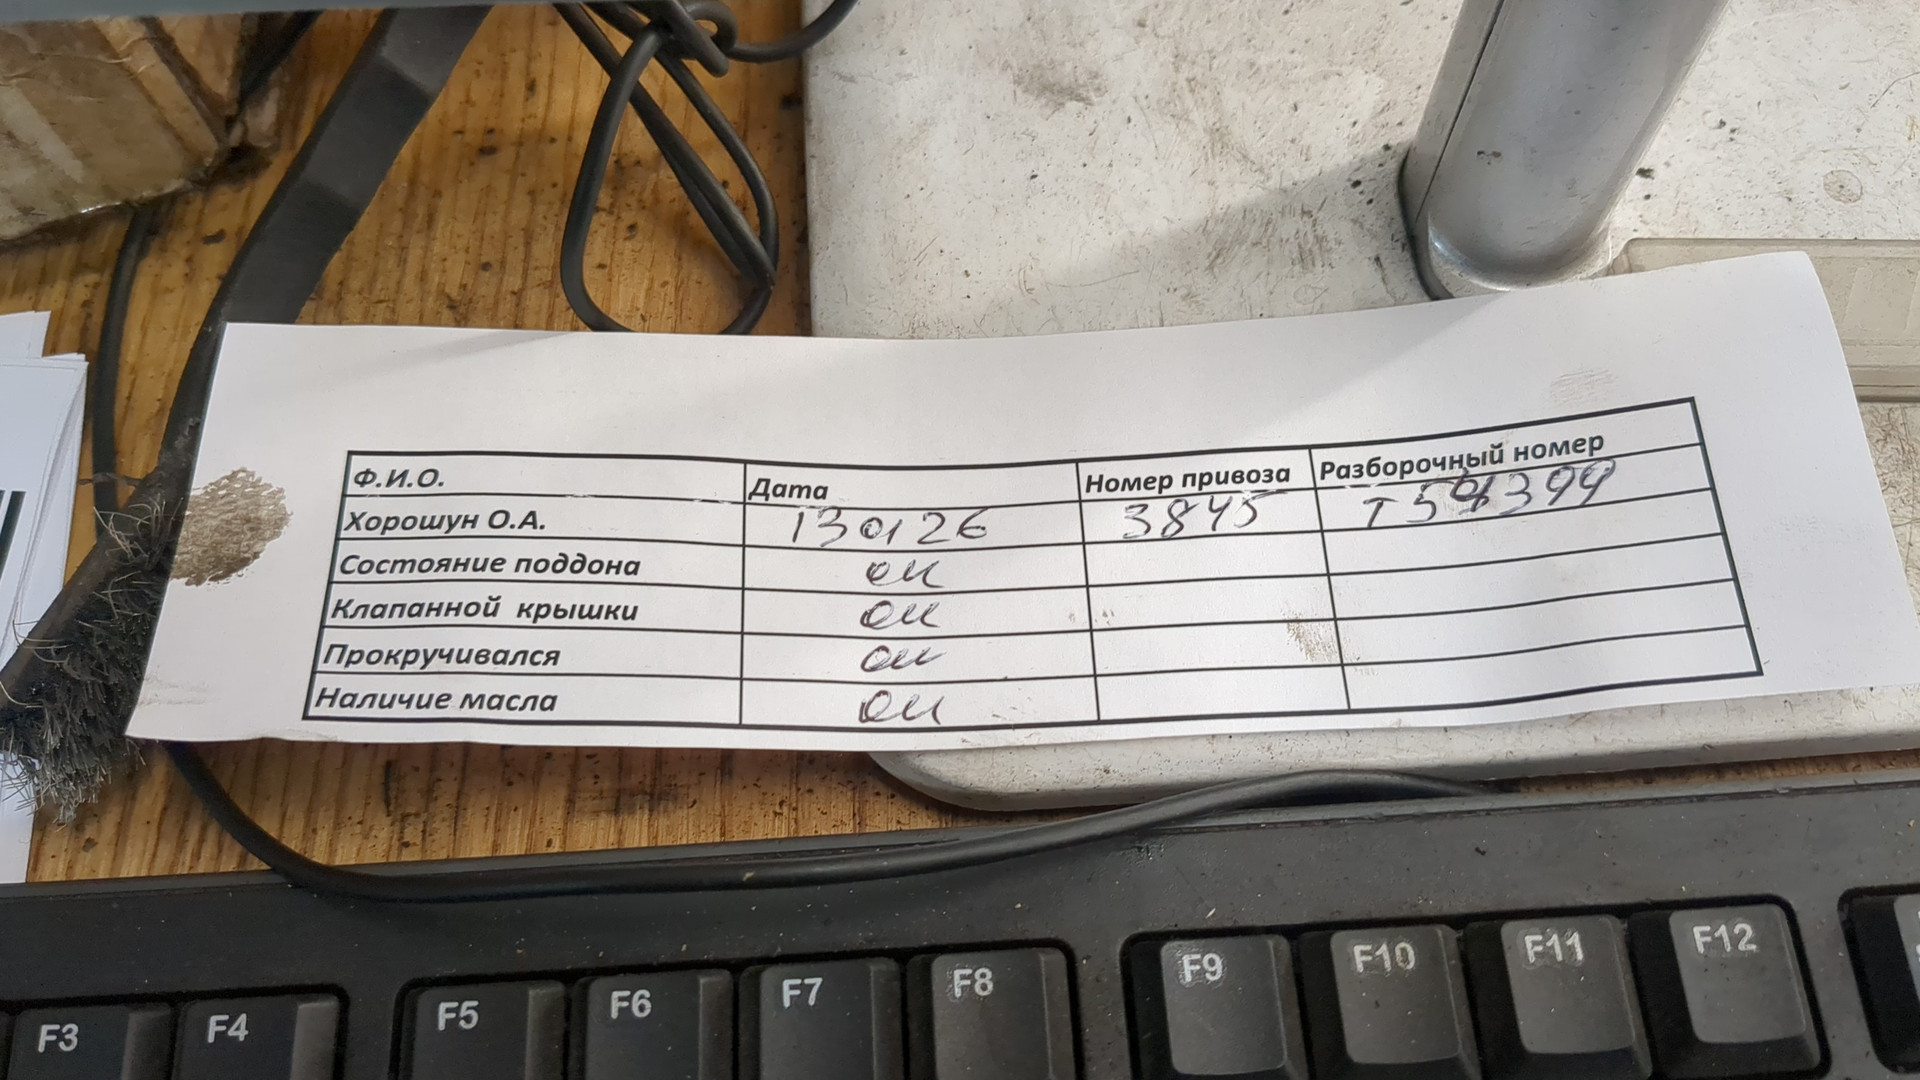 Ф.И.О. Дата Номер привоза Разборочный номер
Хорошун О.А. 130126 3845
Состояние поддона ок
Клапанной крышки ок
Прокручивался ок
Наличие масла ок
F3 F4 F5 F6 F7 F8 F9 F10 F11 F12